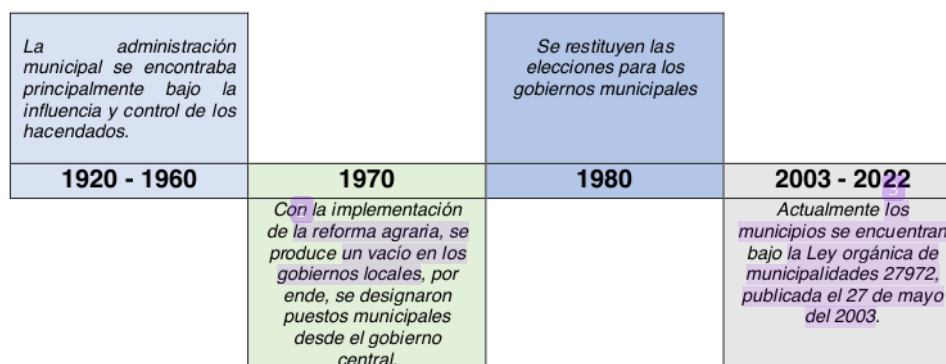 La administración
municipal se encontraba
principalmente bajo la
influencia y control de los
hacendados.
1920 - 1960
1970
Con la implementación
de la reforma agraria, se
produce un vacío en los
gobiernos locales, por
ende, se designaron
puestos municipales
desde el gobierno
central.
Se restituyen las
elecciones para los
gobiernos municipales
1980
2003 - 2022
Actualmente los
municipios se encuentran
bajo la Ley orgánica de
municipalidades 27972,
publicada el 27 de mayo
del 2003.